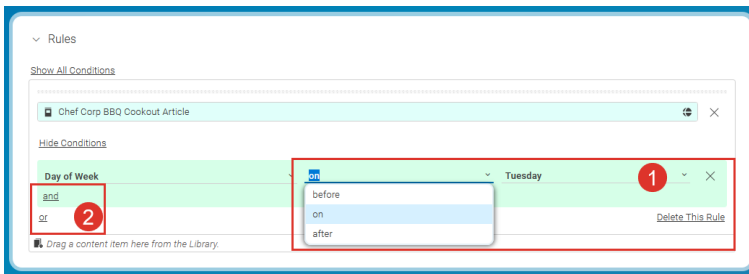 Rules
Show All Conditions
Chef Corp BBQ Cookout Article
Hide Conditions
Day of Week on Tuesday 1
and before
or 2 on Delete This Rule
after
Drag a content item here from the Library.